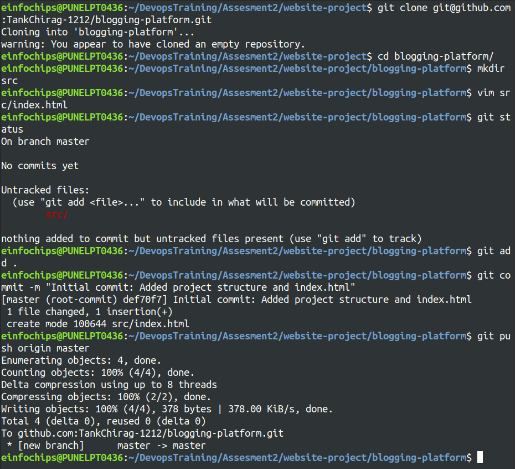 einfochips@PUNELPT0436:~/DevopsTraining/Assesment2/website-project$ git clone git@github.com
:TankChirag-1212/blogging-platform.git
Cloning into 'blogging-platform'...
warning: You appear to have cloned an empty repository.
einfochips@PUNELPT0436:~/DevopsTraining/Assesment2/website-project$ cd blogging-platform/
einfochips@PUNELPT0436:~/DevopsTraining/Assesment2/website-project/blogging-platform$ mkdir
src
einfochips@PUNELPT0436:~/DevopsTraining/Assesment2/website-project/blogging-platform$ vim sr
c/index.html
einfochips@PUNELPT0436:~/DevopsTraining/Assesment2/website-project/blogging-platform$ git st
atus
On branch master
No commits yet
Untracked files:
  (use "git add <file>..." to include in what will be committed)
        src/
nothing added to commit but untracked files present (use "git add" to track)
einfochips@PUNELPT0436:~/DevopsTraining/Assesment2/website-project/blogging-platform$ git ad
d .
einfochips@PUNELPT0436:~/DevopsTraining/Assesment2/website-project/blogging-platform$ git co
mmit -m "Initial commit: Added project structure and index.html"
[master (root-commit) def70f7] Initial commit: Added project structure and index.html
 1 file changed, 1 insertion(+)
 create mode 100644 src/index.html
einfochips@PUNELPT0436:~/DevopsTraining/Assesment2/website-project/blogging-platform$ git pu
sh origin master
Enumerating objects: 4, done.
Counting objects: 100% (4/4), done.
Delta compression using up to 8 threads
Compressing objects: 100% (2/2), done.
Writing objects: 100% (4/4), 378 bytes | 378.00 KiB/s, done.
Total 4 (delta 0), reused 0 (delta 0)
To github.com:TankChirag-1212/blogging-platform.git
 * [new branch]      master -> master
einfochips@PUNELPT0436:~/DevopsTraining/Assesment2/website-project/blogging-platform$